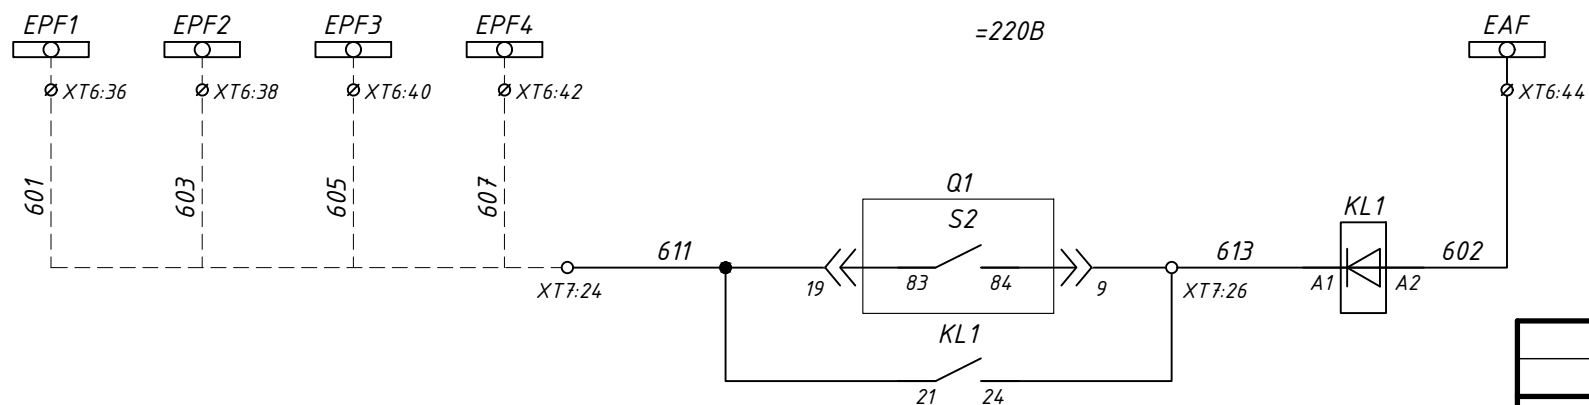 EPF1 EPF2 EPF3 EPF4 =220В EAF
XT6:36 XT6:38 XT6:40 XT6:42 XT6:44
601 603 605 607
Q1
S2 KL1
611 613 602
XT7:24 19 83 84 9 XT7:26 A1 A2
KL1
21 24